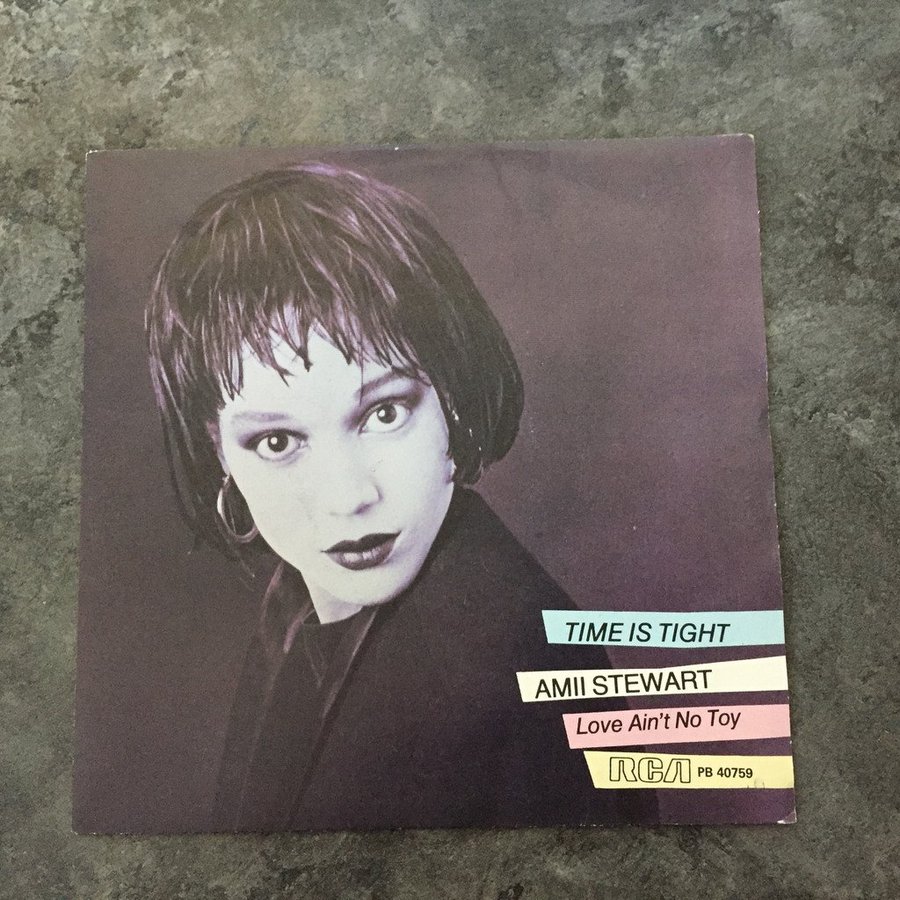 TIME IS TIGHT
AMII STEWART
Love Ain't No Toy
RCA PB 40759